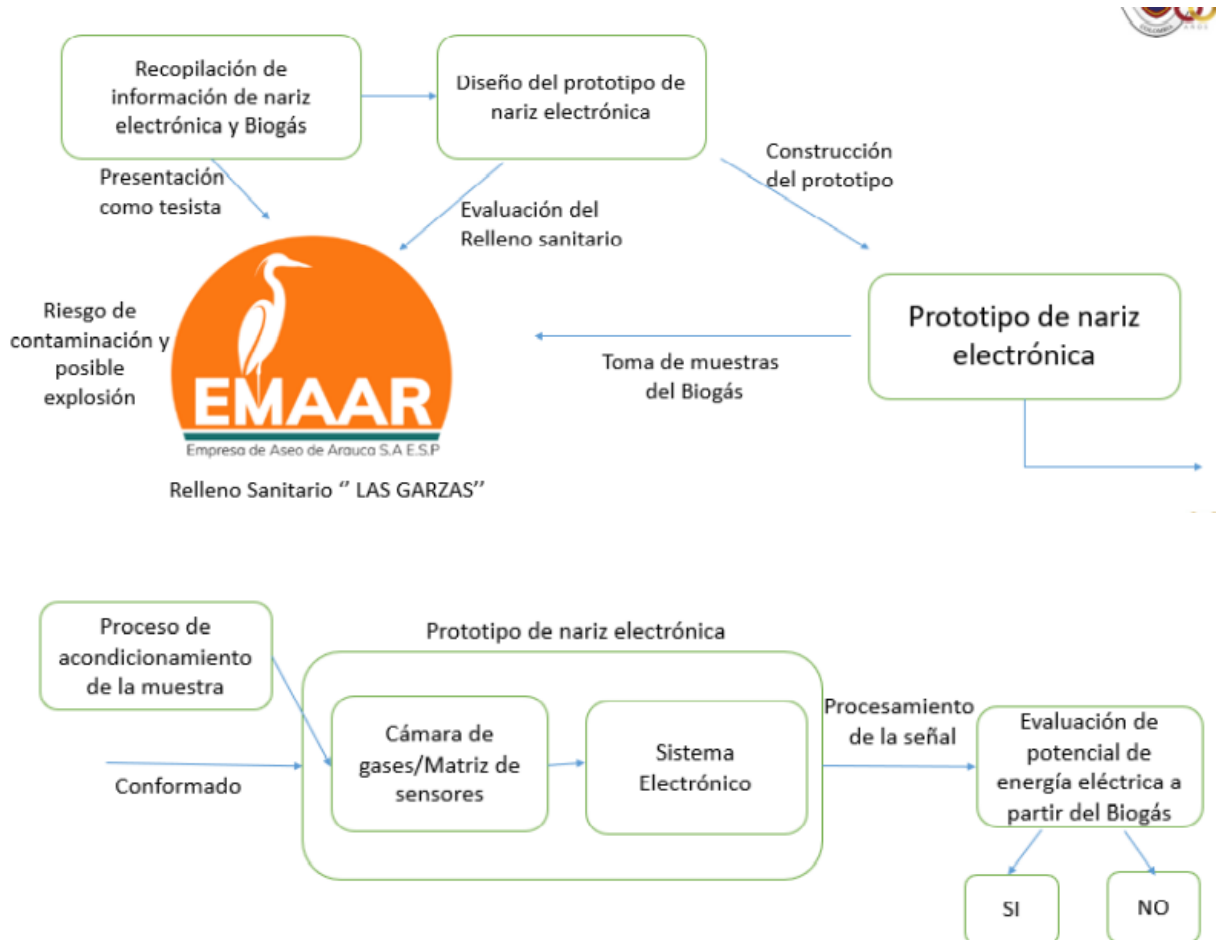 COLOMBIA
AÑOS
Recopilación de
información de nariz
electrónica y Biogás
Diseño del prototipo de
nariz electrónica
Construcción
del prototipo
Presentación
como tesista
Evaluación del
Relleno sanitario
Riesgo de
contaminación y
posible
explosión
EMAAR
Empresa de Aseo de Arauca S.A E.S.P
Relleno Sanitario “ LAS GARZAS”
Toma de muestras
del Biogás
Prototipo de nariz
electrónica
Proceso de
acondicionamiento
de la muestra
Conformado
Prototipo de nariz electrónica
Cámara de
gases/Matriz de
sensores
Sistema
Electrónico
Procesamiento
de la señal
Evaluación de
potencial de
energía eléctrica a
partir del Biogás
SI
NO